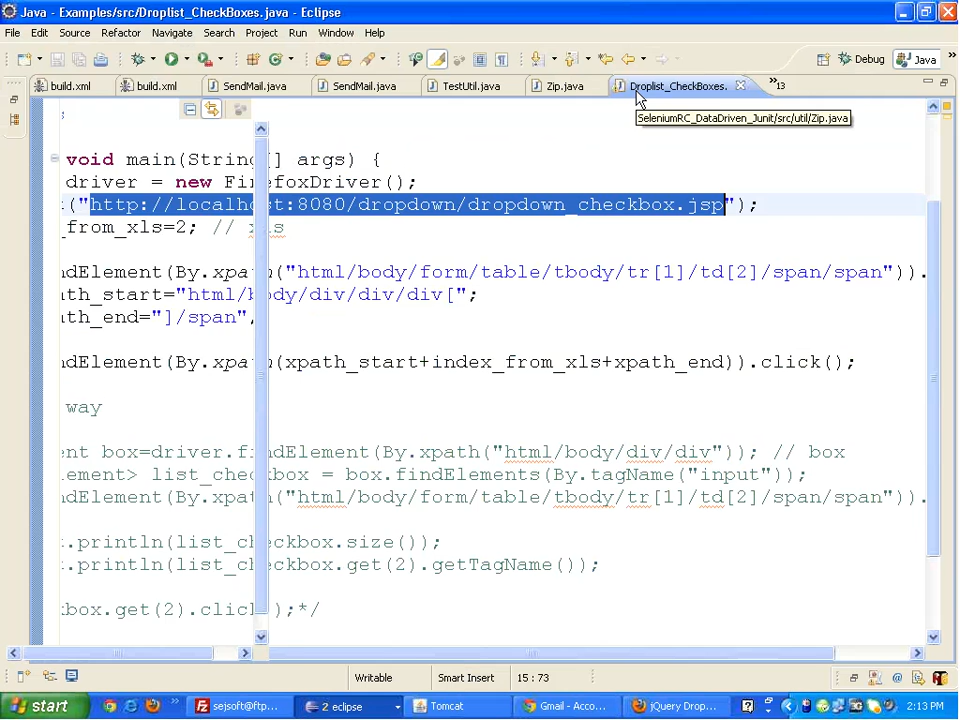 Java - Examples/src/Droplist_CheckBoxes.java - Eclipse
File Edit Source Refactor Navigate Search Project Run Window Help
Debug Java
build.xml build.xml SendMail.java SendMail.java TestUtil.java Zip.java Droplist_CheckBoxes. 13
SeleniumRC_DataDriven_Junit/src/util/Zip.java
void main(String[] args) {
driver = new FirefoxDriver();
("http://localhost:8080/dropdown/dropdown_checkbox.jsp");
_from_xls=2; // xls
ndElement(By.xpath("html/body/form/table/tbody/tr[1]/td[2]/span/span")).
ath_start="html/body/div/div/div[";
ath_end="]/span",
ndElement(By.xpath(xpath_start+index_from_xls+xpath_end)).click();
way
ent box=driver.findElement(By.xpath("html/body/div/div")); // box
lement> list_checkbox = box.findElements(By.tagName("input"));
ndElement(By.xpath("html/body/form/table/tbody/tr[1]/td[2]/span/span")).
t.println(list_checkbox.size());
t.println(list_checkbox.get(2).getTagName());
kbox.get(2).click();*/
Writable Smart Insert 15 : 73
start sejsoft@ftp... 2 eclipse Tomcat Gmail - Acco... jQuery Drop... 2:13 PM